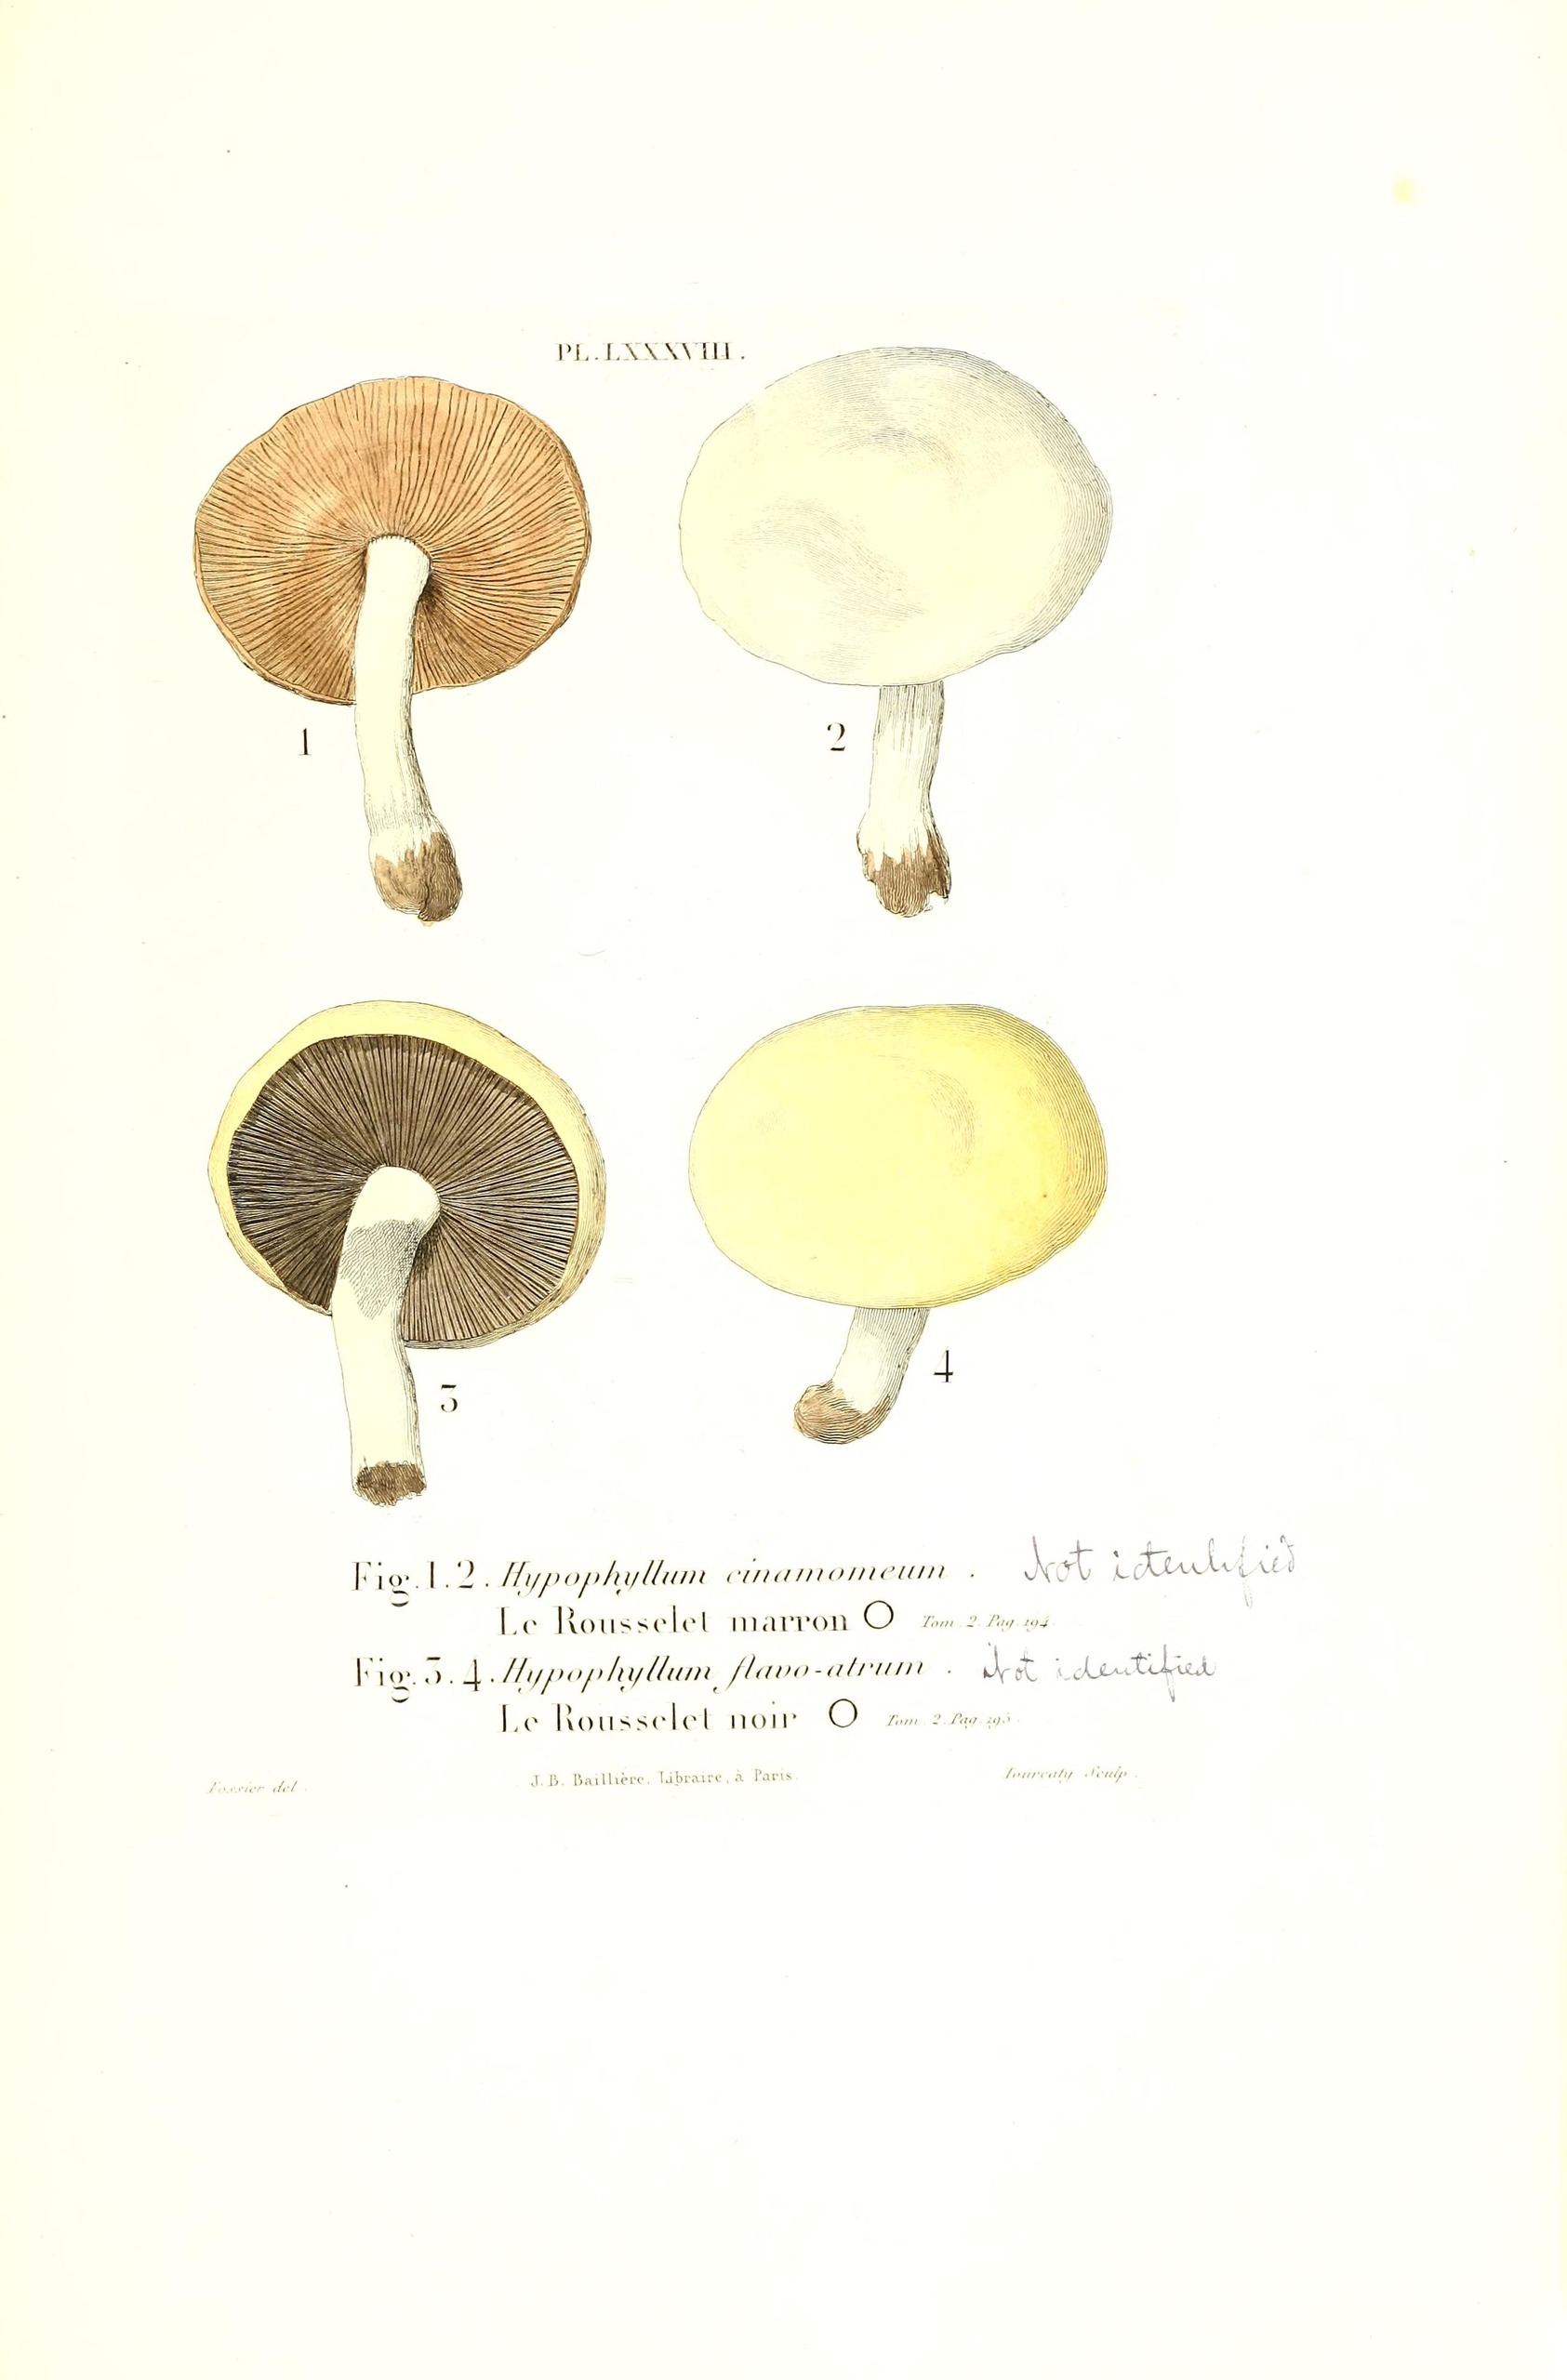 PL. LXXXVIII.
1
2
3
4
Fig. 1. 2. Hypophyllum cinamomeum. Not identified
Le Rousselet marron O Tom. 2. Pag. 194.
Fig. 3. 4. Hypophyllum flavo-atrum. Not identified
Le Rousselet noir O Tom. 2. Pag. 195.
Fossier del. J. B. Baillière, Libraire, à Paris. Tourcaty Sculp.